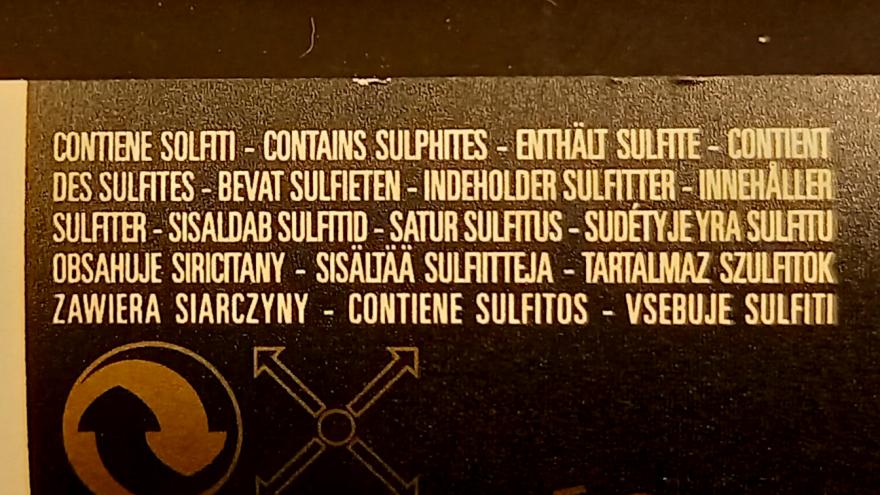 CONTIENE SOLFITI - CONTAINS SULPHITES - ENTHÄLT SULFITE - CONTIENT
DES SULFITES - BEVAT SULFIETEN - INDEHOLDER SULFITTER - INNEHÅLLER
SULFITER - SISALDAB SULFITID - SATUR SULFITUS - SUDÉTYJE YRA SULFITU
OBSAHUJE SIRICITANY - SISÄLTÄÄ SULFIITTEJA - TARTALMAZ SZULFITOK
ZAWIERA SIARCZYNY - CONTIENE SULFITOS - VSEBUJE SULFITI